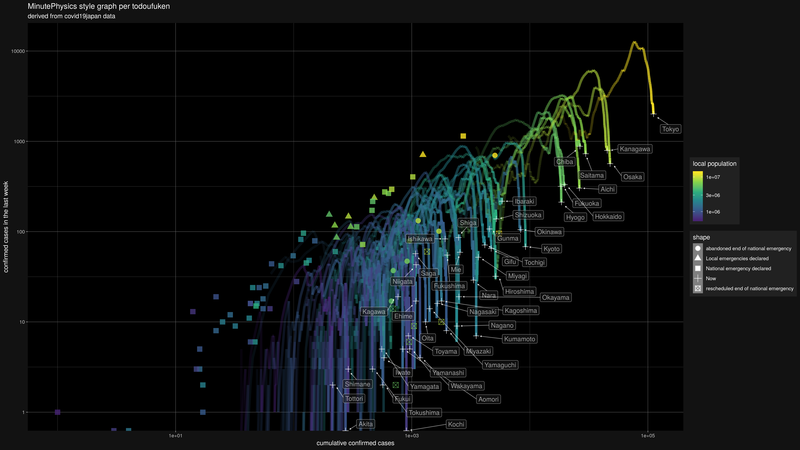 MinutePhysics style graph per todoufuken
derived from covid19japan data
confirmed cases in the last week
10000
1000
100
10
1
1e+01
1e+03
1e+05
cumulative confirmed cases
Tokyo
Kanagawa
Chiba
Saitama
Osaka
Aichi
Ibaraki
Fukuoka
Shizuoka
Hyogo
Hokkaido
Shiga
Okinawa
Ishikawa
Gunma
Kyoto
Gifu
Tochigi
Saga
Mie
Miyagi
Niigata
Fukushima
Hiroshima
Nara
Okayama
Kagawa
Ehime
Nagasaki
Kagoshima
Nagano
Oita
Kumamoto
Toyama
Miyazaki
Yamaguchi
Iwate
Yamanashi
Shimane
Yamagata
Wakayama
Tottori
Fukui
Aomori
Tokushima
Akita
Kochi
local population
1e+07
3e+06
1e+06
shape
abandoned end of national emergency
Local emergencies declared
National emergency declared
Now
rescheduled end of national emergency